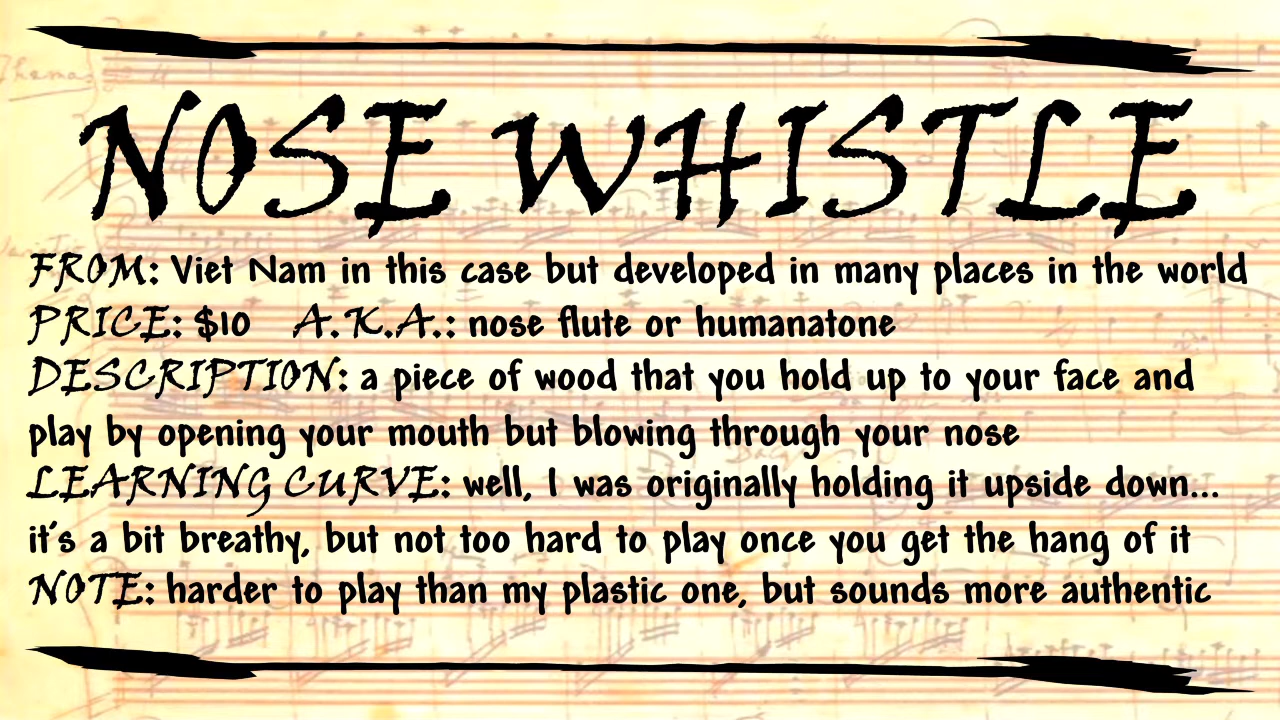 NOSE WHISTLE
FROM: Viet Nam in this case but developed in many places in the world
PRICE: $10 A.K.A.: nose flute or humanatone
DESCRIPTION: a piece of wood that you hold up to your face and
play by opening your mouth but blowing through your nose
LEARNING CURVE: well, I was originally holding it upside down...
it's a bit breathy, but not too hard to play once you get the hang of it
NOTE: harder to play than my plastic one, but sounds more authentic